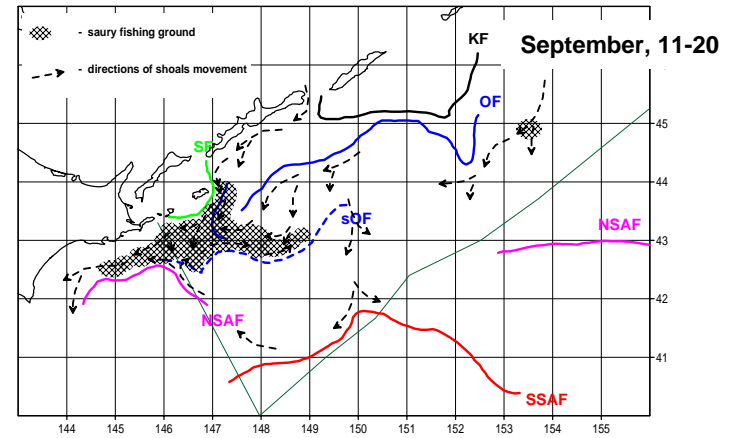 - saury fishing ground
KF
September, 11-20
- directions of shoals movement
OF
45
SF
44
sOF
NSAF
43
42
NSAF
41
SSAF
144 145 146 147 148 149 150 151 152 153 154 155